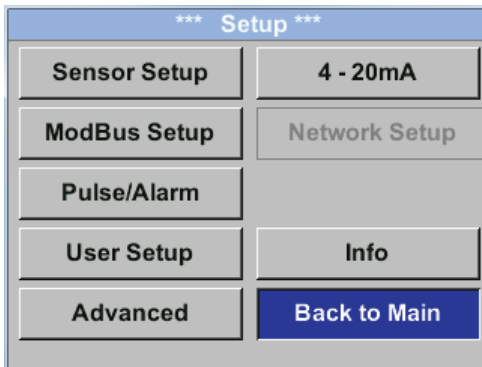 *** Setup ***
Sensor Setup
4 - 20mA
ModBus Setup
Network Setup
Pulse/Alarm
User Setup
Info
Advanced
Back to Main